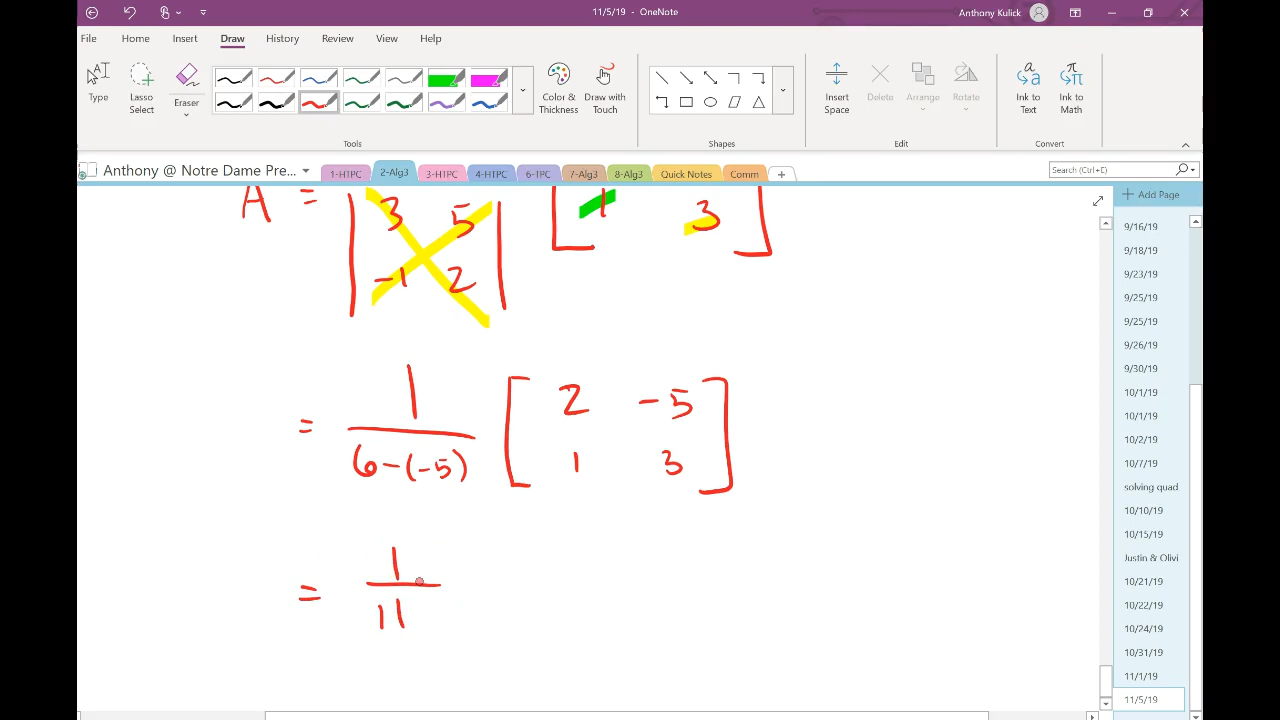 11/5/19 - OneNote
Anthony Kulick
File Home Insert Draw History Review View Help
Type
Lasso Select
Eraser
Color & Thickness
Draw with Touch
Insert Space
Delete
Arrange
Rotate
Ink to Text
Ink to Math
Tools
Shapes
Edit
Convert
Anthony @ Notre Dame Pre...
1-HTPC 2-Alg3 3-HTPC 4-HTPC 6-TPC 7-Alg3 8-Alg3 Quick Notes Comm +
Search (Ctrl+E)
Add Page
9/16/19
9/18/19
9/23/19
9/25/19
9/25/19
9/26/19
9/30/19
10/1/19
10/1/19
10/2/19
10/7/19
solving quad
10/10/19
10/15/19
Justin & Olivi
10/21/19
10/22/19
10/24/19
10/31/19
11/1/19
11/5/19
A =
3 5
-1 2
1 3
= 1
6-(-5)
2 -5
1 3
= 1
11